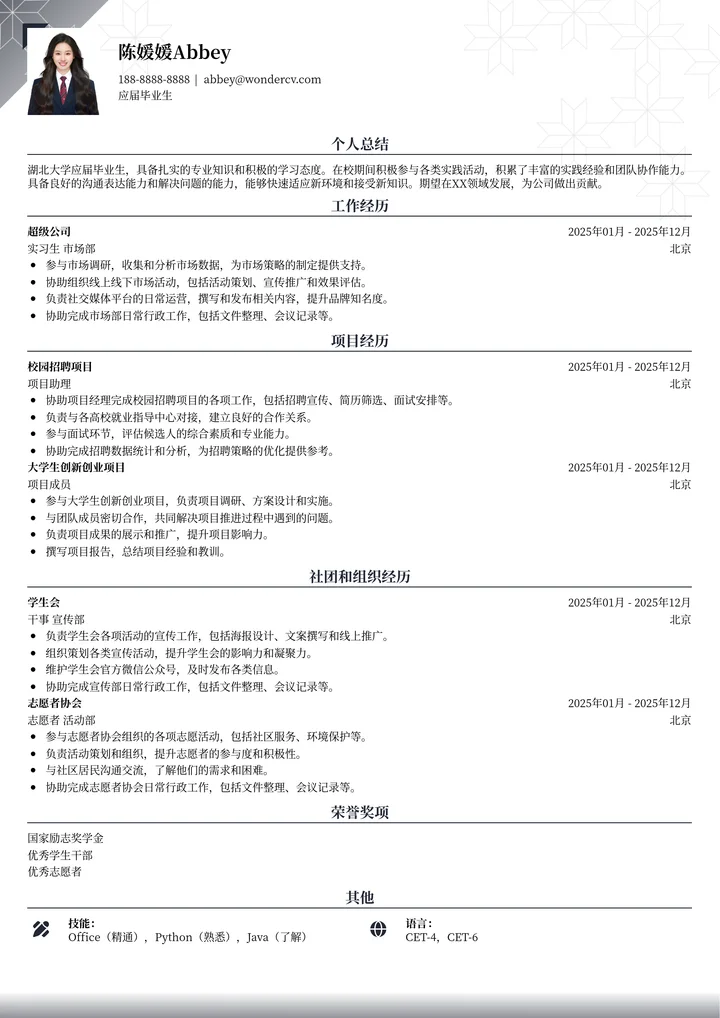 陈媛媛Abbey
188-8888-8888 | abbey@wondercv.com
应届毕业生
个人总结
湖北大学应届毕业生，具备扎实的专业知识和积极的学习态度。在校期间积极参与各类实践活动，积累了丰富的实践经验和团队协作能力。
具备良好的沟通表达能力和解决问题的能力，能够快速适应新环境和接受新知识。期望在XX领域发展，为公司做出贡献。
工作经历
超级公司 2025年01月 - 2025年12月
实习生 市场部 北京
• 参与市场调研，收集和分析市场数据，为市场策略的制定提供支持。
• 协助组织线上线下市场活动，包括活动策划、宣传推广和效果评估。
• 负责社交媒体平台的日常运营，撰写和发布相关内容，提升品牌知名度。
• 协助完成市场部日常行政工作，包括文件整理、会议记录等。
项目经历
校园招聘项目 2025年01月 - 2025年12月
项目助理 北京
• 协助项目经理完成校园招聘项目的各项工作，包括招聘宣传、简历筛选、面试安排等。
• 负责与各高校就业指导中心对接，建立良好的合作关系。
• 参与面试环节，评估候选人的综合素质和专业能力。
• 协助完成招聘数据统计和分析，为招聘策略的优化提供参考。
大学生创新创业项目 2025年01月 - 2025年12月
项目成员 北京
• 参与大学生创新创业项目，负责项目调研、方案设计和实施。
• 与团队成员密切合作，共同解决项目推进过程中遇到的问题。
• 负责项目成果的展示和推广，提升项目影响力。
• 撰写项目报告，总结项目经验和教训。
社团和组织经历
学生会 2025年01月 - 2025年12月
干事 宣传部 北京
• 负责学生会各项活动的宣传工作，包括海报设计、文案撰写和线上推广。
• 组织策划各类宣传活动，提升学生会的影响力和凝聚力。
• 维护学生会官方微信公众号，及时发布各类信息。
• 协助完成宣传部日常行政工作，包括文件整理、会议记录等。
志愿者协会 2025年01月 - 2025年12月
志愿者 活动部 北京
• 参与志愿者协会组织的各项志愿活动，包括社区服务、环境保护等。
• 负责活动策划和组织，提升志愿者的参与度和积极性。
• 与社区居民沟通交流，了解他们的需求和困难。
• 协助完成志愿者协会日常行政工作，包括文件整理、会议记录等。
荣誉奖项
国家励志奖学金
优秀学生干部
优秀志愿者
其他
技能：
Office（精通），Python（熟悉），Java（了解）
语言：
CET-4，CET-6